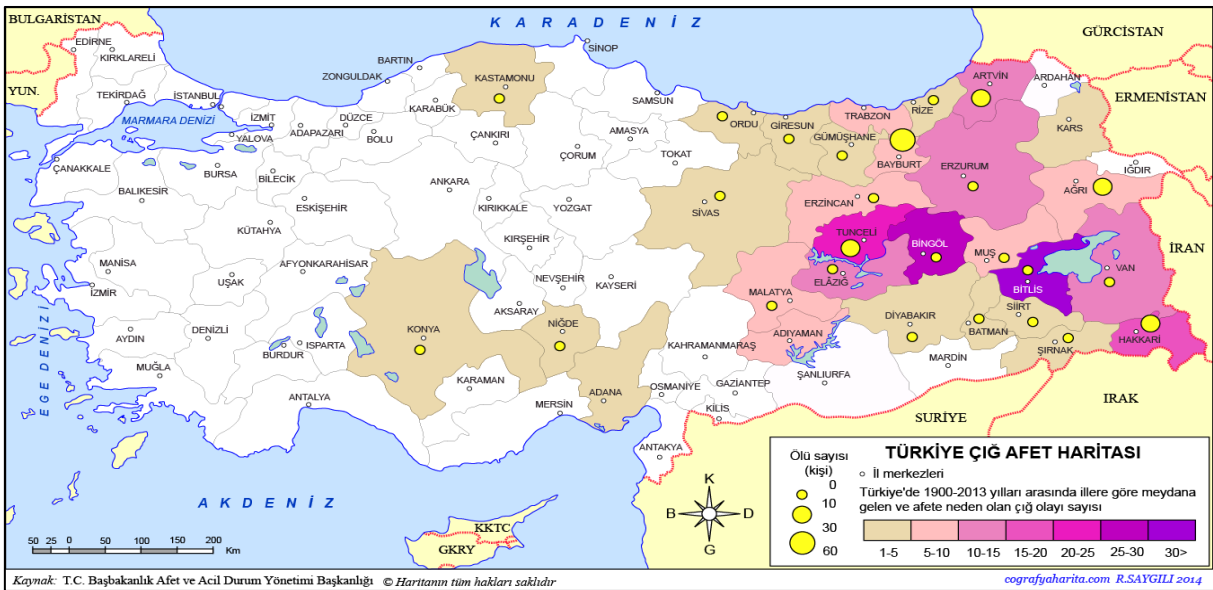 BULGARİSTAN
K A R A D E N İ Z
GÜRCİSTAN
EDİRNE
KIRKLARELİ
SİNOP
BARTIN
ZONGULDAK
KASTAMONU
ARTVİN
ARDAHAN
YUN.
TEKİRDAĞ
İSTANBUL
KARABÜK
SAMSUN
RİZE
ERMENİSTAN
MARMARA DENİZİ
İZMİT
ADAPAZARI
DÜZCE
BOLU
ÇANKIRI
AMASYA
ORDU
GİRESUN
TRABZON
GÜMÜŞHANE
KARS
YALOVA
ÇORUM
TOKAT
BAYBURT
ERZURUM
IĞDIR
ÇANAKKALE
BURSA
BİLECİK
BALIKESİR
ANKARA
ESKİŞEHİR
KIRIKKALE
YOZGAT
SİVAS
ERZİNCAN
AĞRI
KÜTAHYA
KIRŞEHİR
TUNCELİ
BİNGÖL
MUŞ
İRAN
MANİSA
UŞAK
AFYONKARAHİSAR
NEVŞEHİR
KAYSERİ
ELAZIĞ
BİTLİS
VAN
İZMİR
AKSARAY
MALATYA
SİİRT
EGE DENİZİ
AYDIN
DENİZLİ
BURDUR
ISPARTA
KONYA
NİĞDE
KAHRAMANMARAŞ
ADIYAMAN
DİYABAKIR
BATMAN
ŞIRNAK
HAKKARİ
MUĞLA
ANTALYA
KARAMAN
MERSİN
ADANA
OSMANİYE
GAZİANTEP
KİLİS
ŞANLIURFA
MARDİN
ANTAKYA
SURİYE
IRAK
A K D E N İ Z
KKTC
GKRY
K
B
D
G
50 25 0 50 100 150 200
Km
Ölü sayısı
(kişi)
0
10
30
60
TÜRKİYE ÇIĞ AFET HARİTASI
İl merkezleri
Türkiye'de 1900-2013 yılları arasında illere göre meydana
gelen ve afete neden olan çığ olayı sayısı
1-5 5-10 10-15 15-20 20-25 25-30 30>
Kaynak: T.C. Başbakanlık Afet ve Acil Durum Yönetimi Başkanlığı © Haritanın tüm hakları saklıdır
cografyaharita.com R.SAYGILI 2014